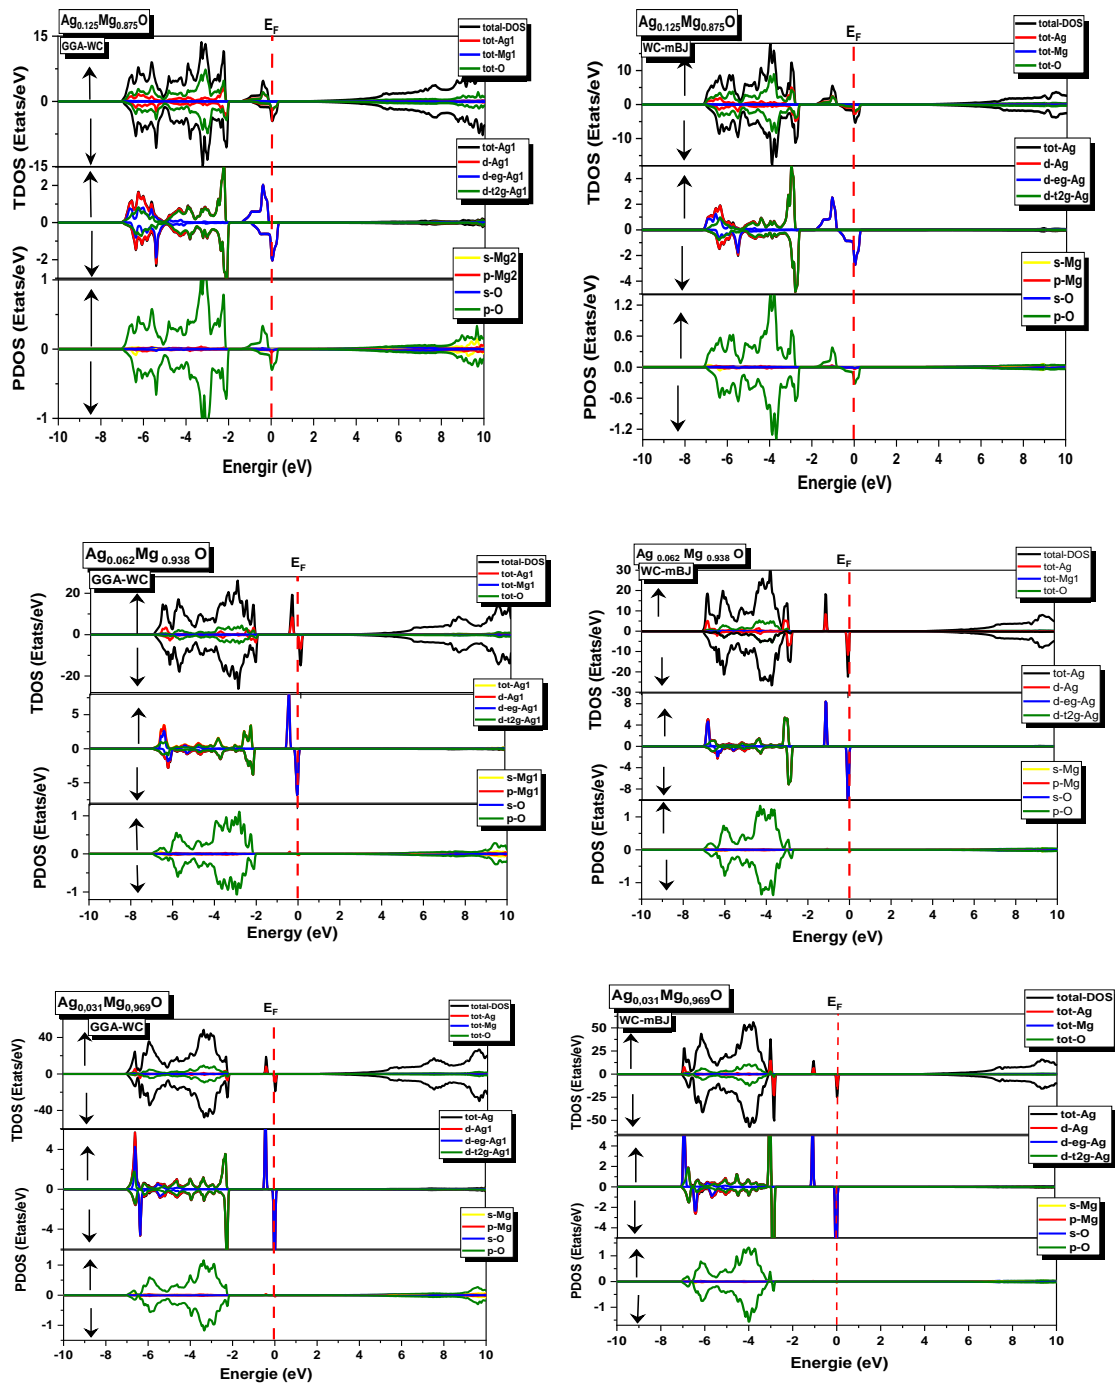 Ag0.125Mg0.875O
GGA-WC
EF
total-DOS
tot-Ag1
tot-Mg1
tot-O
15
0
-15
TDOS (Etats/eV)
tot-Ag1
d-Ag1
d-eg-Ag1
d-t2g-Ag1
2
0
-2
s-Mg2
p-Mg2
s-O
p-O
1
0
-1
PDOS (Etats/eV)
-10 -8 -6 -4 -2 0 2 4 6 8 10
Energir (eV)
Ag0.125Mg0.875O
WC-mBJ
EF
total-DOS
tot-Ag
tot-Mg
tot-O
10
0
-10
TDOS (Etats/eV)
tot-Ag
d-Ag
d-eg-Ag
d-t2g-Ag
4
2
0
-2
-4
s-Mg
p-Mg
s-O
p-O
1.2
0.6
0.0
-0.6
-1.2
PDOS (Etats/eV)
-10 -8 -6 -4 -2 0 2 4 6 8 10
Energie (eV)
Ag0.062Mg 0.938 O
GGA-WC
EF
total-DOS
tot-Ag1
tot-Mg1
tot-O
20
0
-20
TDOS (Etats/eV)
tot-Ag1
d-Ag1
d-eg-Ag1
d-t2g-Ag1
5
0
-5
s-Mg1
p-Mg1
s-O
p-O
1
0
-1
PDOS (Etats/eV)
-10 -8 -6 -4 -2 0 2 4 6 8 10
Energy (eV)
Ag 0.062Mg 0.938 O
WC-mBJ
EF
total-DOS
tot-Ag
tot-Mg1
tot-O
30
20
10
0
-10
-20
-30
TDOS (Etats/eV)
tot-Ag
d-Ag
d-eg-Ag
d-t2g-Ag
8
4
0
-4
-8
s-Mg
p-Mg
s-O
p-O
1
0
-1
PDOS (Etats/eV)
-10 -8 -6 -4 -2 0 2 4 6 8 10
Energy (eV)
Ag0,031Mg0,969O
GGA-WC
EF
total-DOS
tot-Ag
tot-Mg
tot-O
40
0
-40
TDOS (Etats/eV)
tot-Ag
d-Ag1
d-eg-Ag1
d-t2g-Ag1
4
0
-4
s-Mg
p-Mg
s-O
p-O
1
0
-1
PDOS (Etats/eV)
-10 -8 -6 -4 -2 0 2 4 6 8 10
Energie (eV)
Ag0,031Mg0,969O
WC-mBJ
EF
total-DOS
tot-Ag
tot-Mg
tot-O
50
25
0
-25
-50
TDOS (Etats/eV)
tot-Ag
d-Ag
d-eg-Ag
d-t2g-Ag
4
2
0
-2
-4
s-Mg
p-Mg
s-O
p-O
1
0
-1
PDOS (Etats/eV)
-10 -8 -6 -4 -2 0 2 4 6 8 10
Energie (eV)